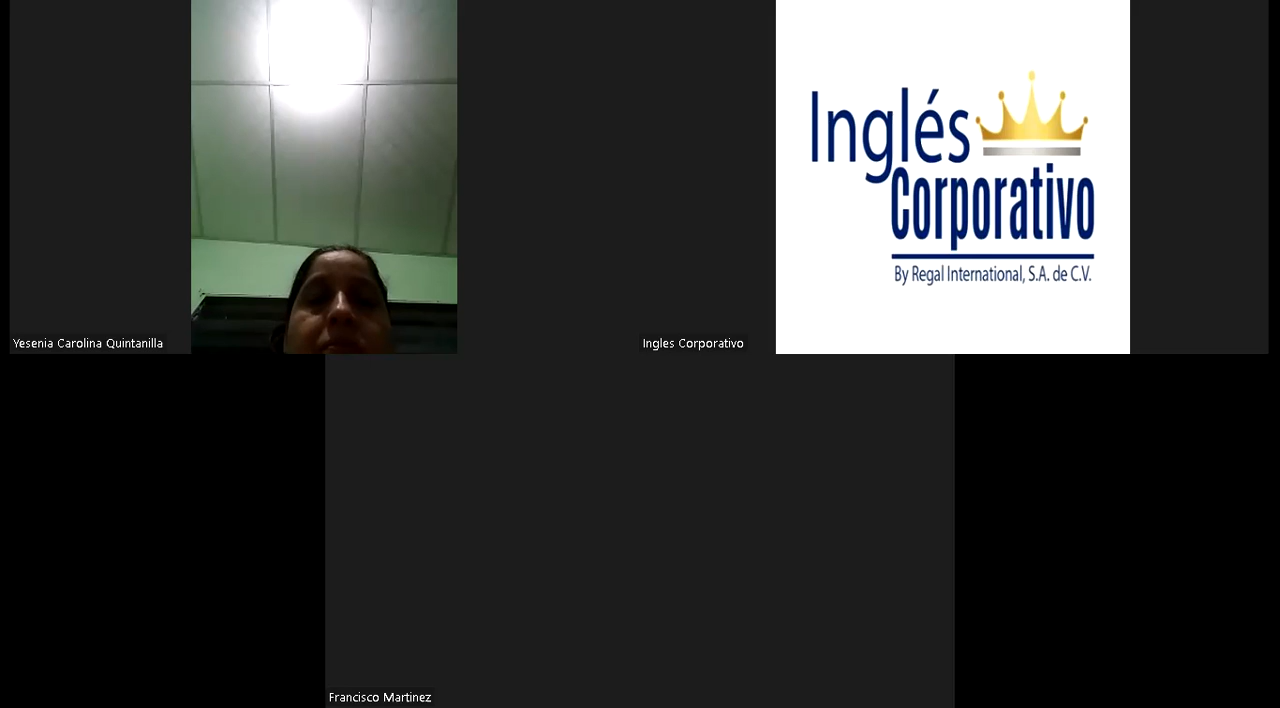 Inglés
Corporativo
By Regal International, S.A. de C.V.
Yesenia Carolina Quintanilla
Ingles Corporativo
Francisco Martinez